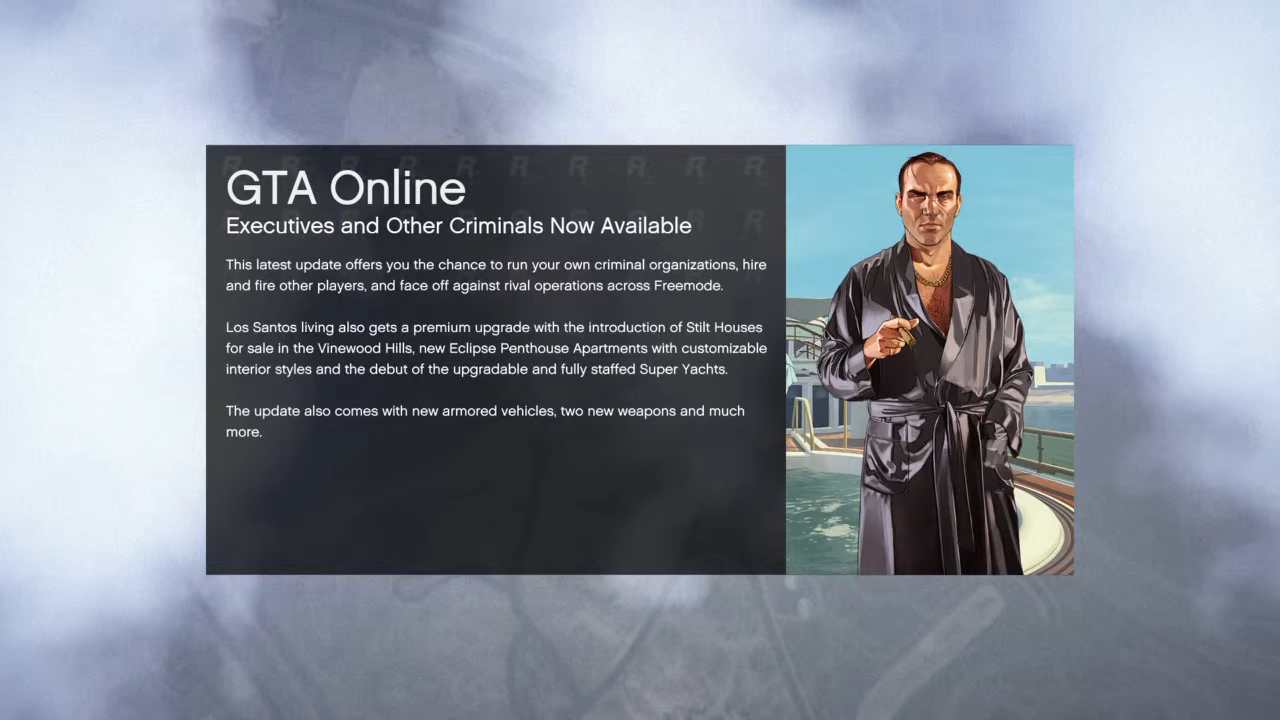 GTA Online
Executives and Other Criminals Now Available
This latest update offers you the chance to run your own criminal organizations, hire
and fire other players, and face off against rival operations across Freemode.
Los Santos living also gets a premium upgrade with the introduction of Stilt Houses
for sale in the Vinewood Hills, new Eclipse Penthouse Apartments with customizable
interior styles and the debut of the upgradable and fully staffed Super Yachts.
The update also comes with new armored vehicles, two new weapons and much
more.